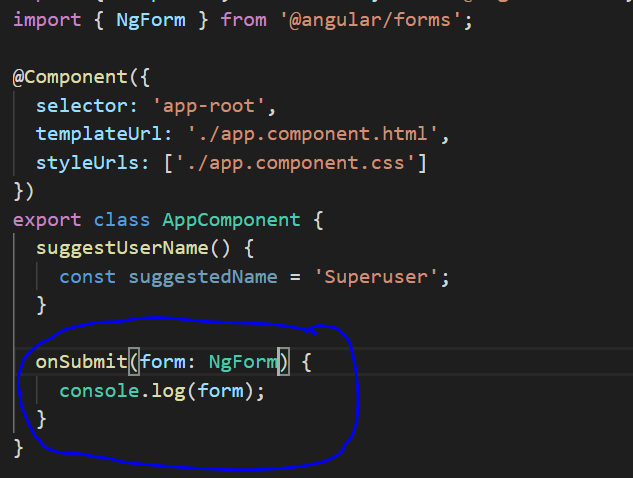 import { NgForm } from '@angular/forms';
@Component({
selector: 'app-root',
templateUrl: './app.component.html',
styleUrls: ['./app.component.css']
})
export class AppComponent {
suggestUserName() {
const suggestedName = 'Superuser';
}
onSubmit(form: NgForm) {
console.log(form);
}
}